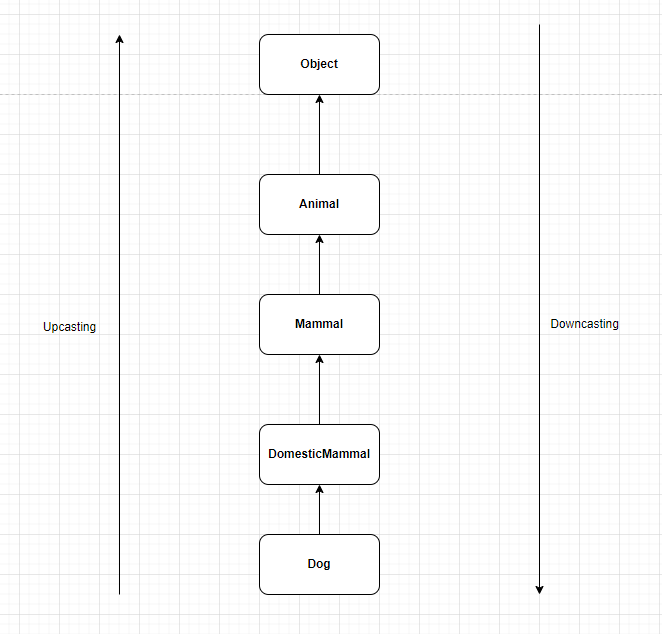 Object
Animal
Mammal
Upcasting
Downcasting
DomesticMammal
Dog